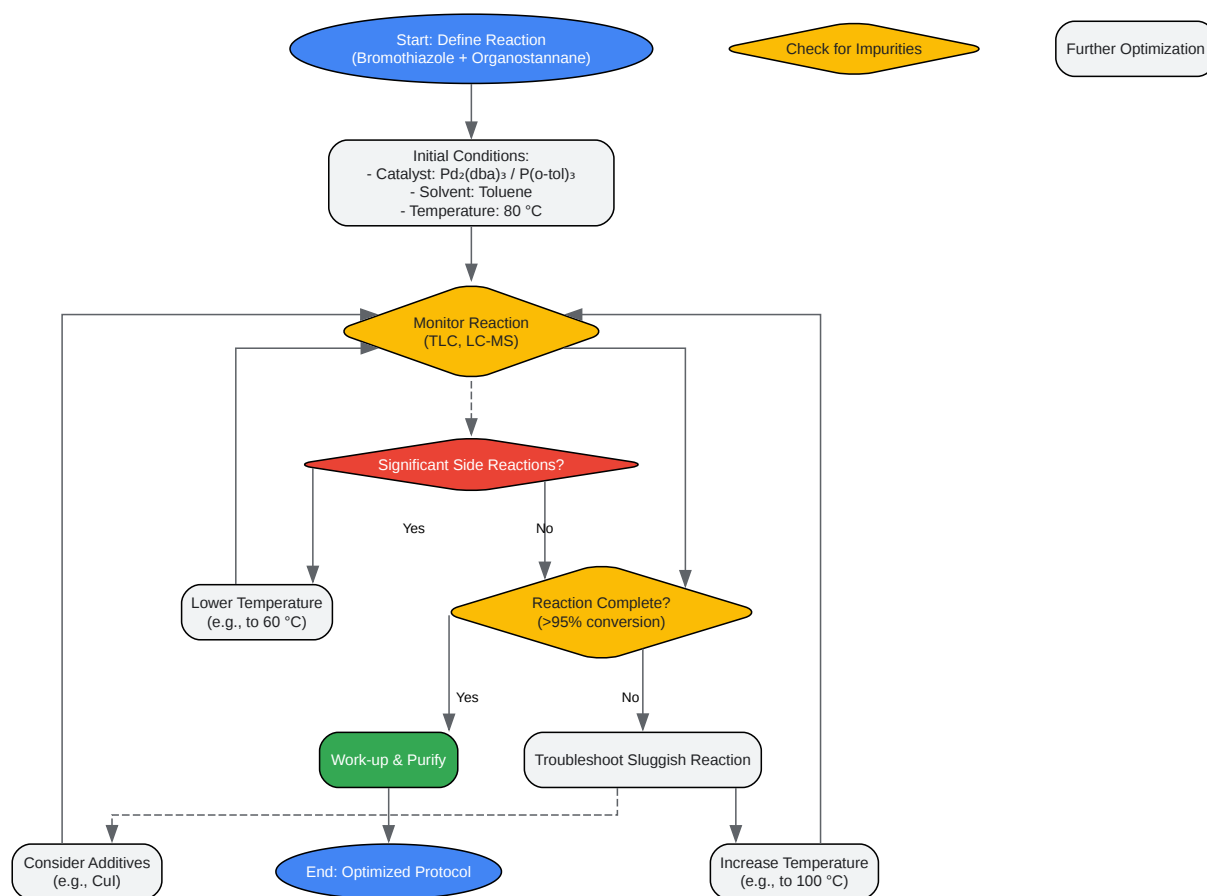 Start: Define Reaction
(Bromothiazole + Organostannane)
Check for Impurities
Further Optimization
Initial Conditions:
- Catalyst: Pd₂(dba)₃ / P(o-tol)₃
- Solvent: Toluene
- Temperature: 80 °C
Monitor Reaction
(TLC, LC-MS)
Significant Side Reactions?
Yes
No
Lower Temperature
(e.g., to 60 °C)
Reaction Complete?
(>95% conversion)
Yes
No
Work-up & Purify
Troubleshoot Sluggish Reaction
Consider Additives
(e.g., CuI)
End: Optimized Protocol
Increase Temperature
(e.g., to 100 °C)